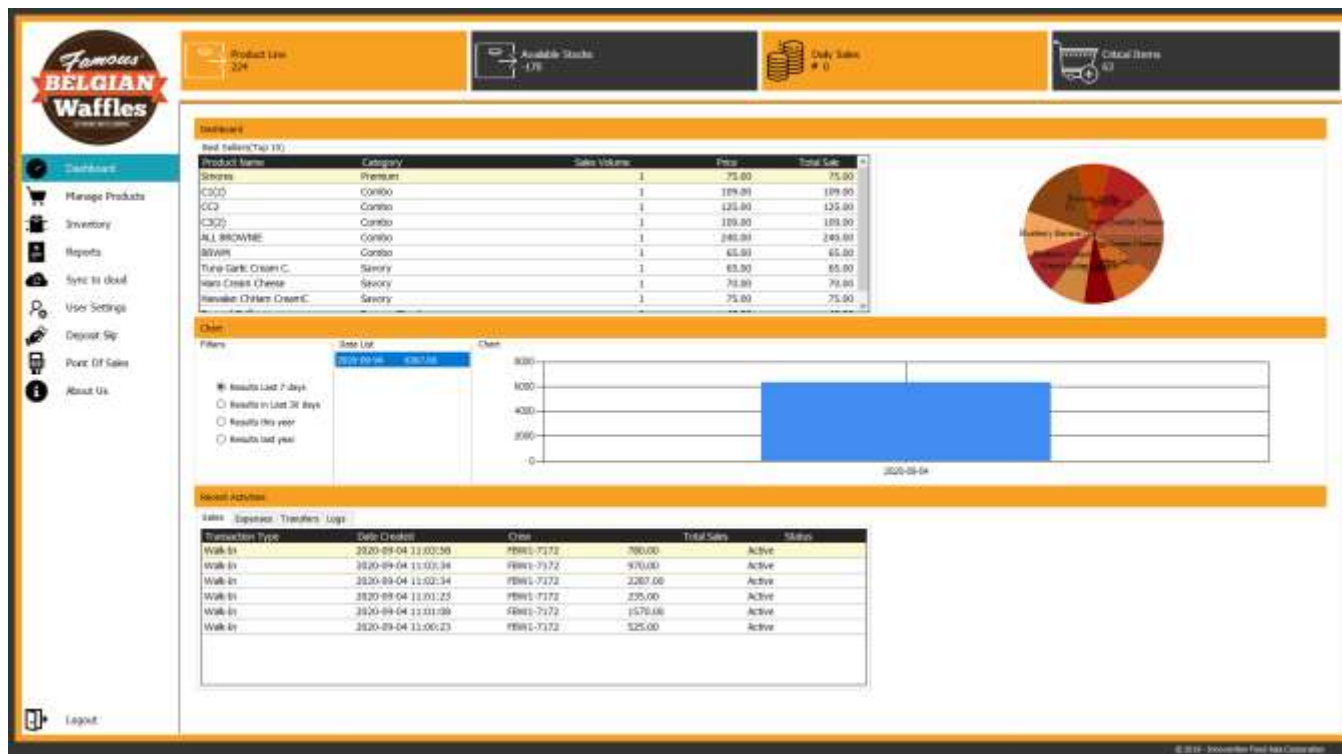 Famous
BELGIAN
Waffles
Product Line
224
Available Stocks
-178
Daily Sales
# 0
Critical Items
63
Dashboard
Manage Products
Inventory
Reports
Sync to cloud
User Settings
Deposit Slip
Point Of Sales
About Us
Logout
Dashboard
Best Sellers(Top 10)
Product Name Category Sales Volume Price Total Sale
Smores Premium 1 75.00 75.00
C1(2) Combo 1 109.00 109.00
CC2 Combo 1 125.00 125.00
C3(2) Combo 1 109.00 109.00
ALL BROWNIE Combo 1 240.00 240.00
BBWM Combo 1 65.00 65.00
Tuna Garlic Cream C. Savory 1 65.00 65.00
Ham Cream Cheese Savory 1 70.00 70.00
Hawaiian ChHam CreamC Savory 1 75.00 75.00
Chart
Filters
Results Last 7 days
Results in Last 30 days
Results this year
Results last year
Date List
2020-09-04
Chart
8000
6000
4000
2000
0
2020-09-04
Recent Activities
Sales Expenses Transfers Logs
Transaction Type Date Created Crew Total Sales Status
Walk-In 2020-09-04 11:03:58 FBW1-7172 780.00 Active
Walk-In 2020-09-04 11:03:34 FBW1-7172 970.00 Active
Walk-In 2020-09-04 11:02:34 FBW1-7172 2287.00 Active
Walk-In 2020-09-04 11:01:23 FBW1-7172 235.00 Active
Walk-In 2020-09-04 11:01:08 FBW1-7172 1570.00 Active
Walk-In 2020-09-04 11:00:23 FBW1-7172 525.00 Active
Food Asia Corporation